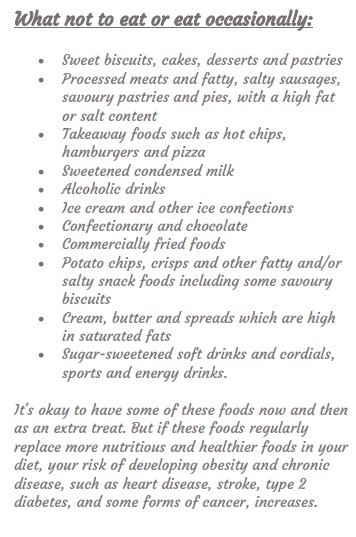 What not to eat or eat occasionally:
• Sweet biscuits, cakes, desserts and pastries
• Processed meats and fatty, salty sausages,
savoury pastries and pies, with a high fat
or salt content
• Takeaway foods such as hot chips,
hamburgers and pizza
• Sweetened condensed milk
• Alcoholic drinks
• Ice cream and other ice confections
• Confectionary and chocolate
• Commercially fried foods
• Potato chips, crisps and other fatty and/or
salty snack foods including some savoury
biscuits
• Cream, butter and spreads which are high
in saturated fats
• Sugar-sweetened soft drinks and cordials,
sports and energy drinks.
It's okay to have some of these foods now and then
as an extra treat. But if these foods regularly
replace more nutritious and healthier foods in your
diet, your risk of developing obesity and chronic
disease, such as heart disease, stroke, type 2
diabetes, and some forms of cancer, increases.